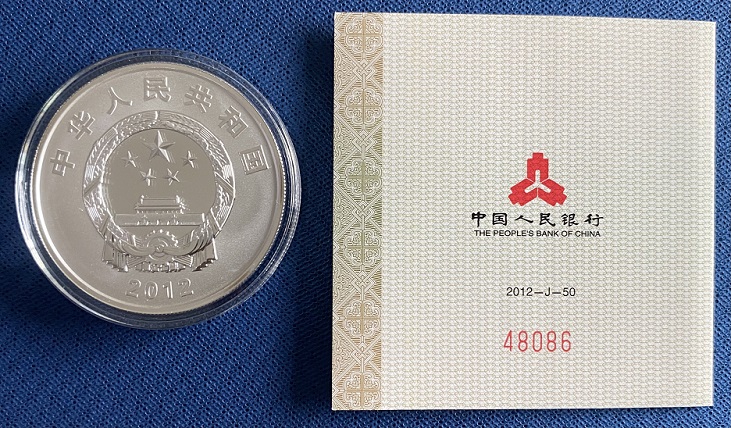 中华人民共和国
2012
中国人民银行
THE PEOPLE'S BANK OF CHINA
2012—J—50
48086